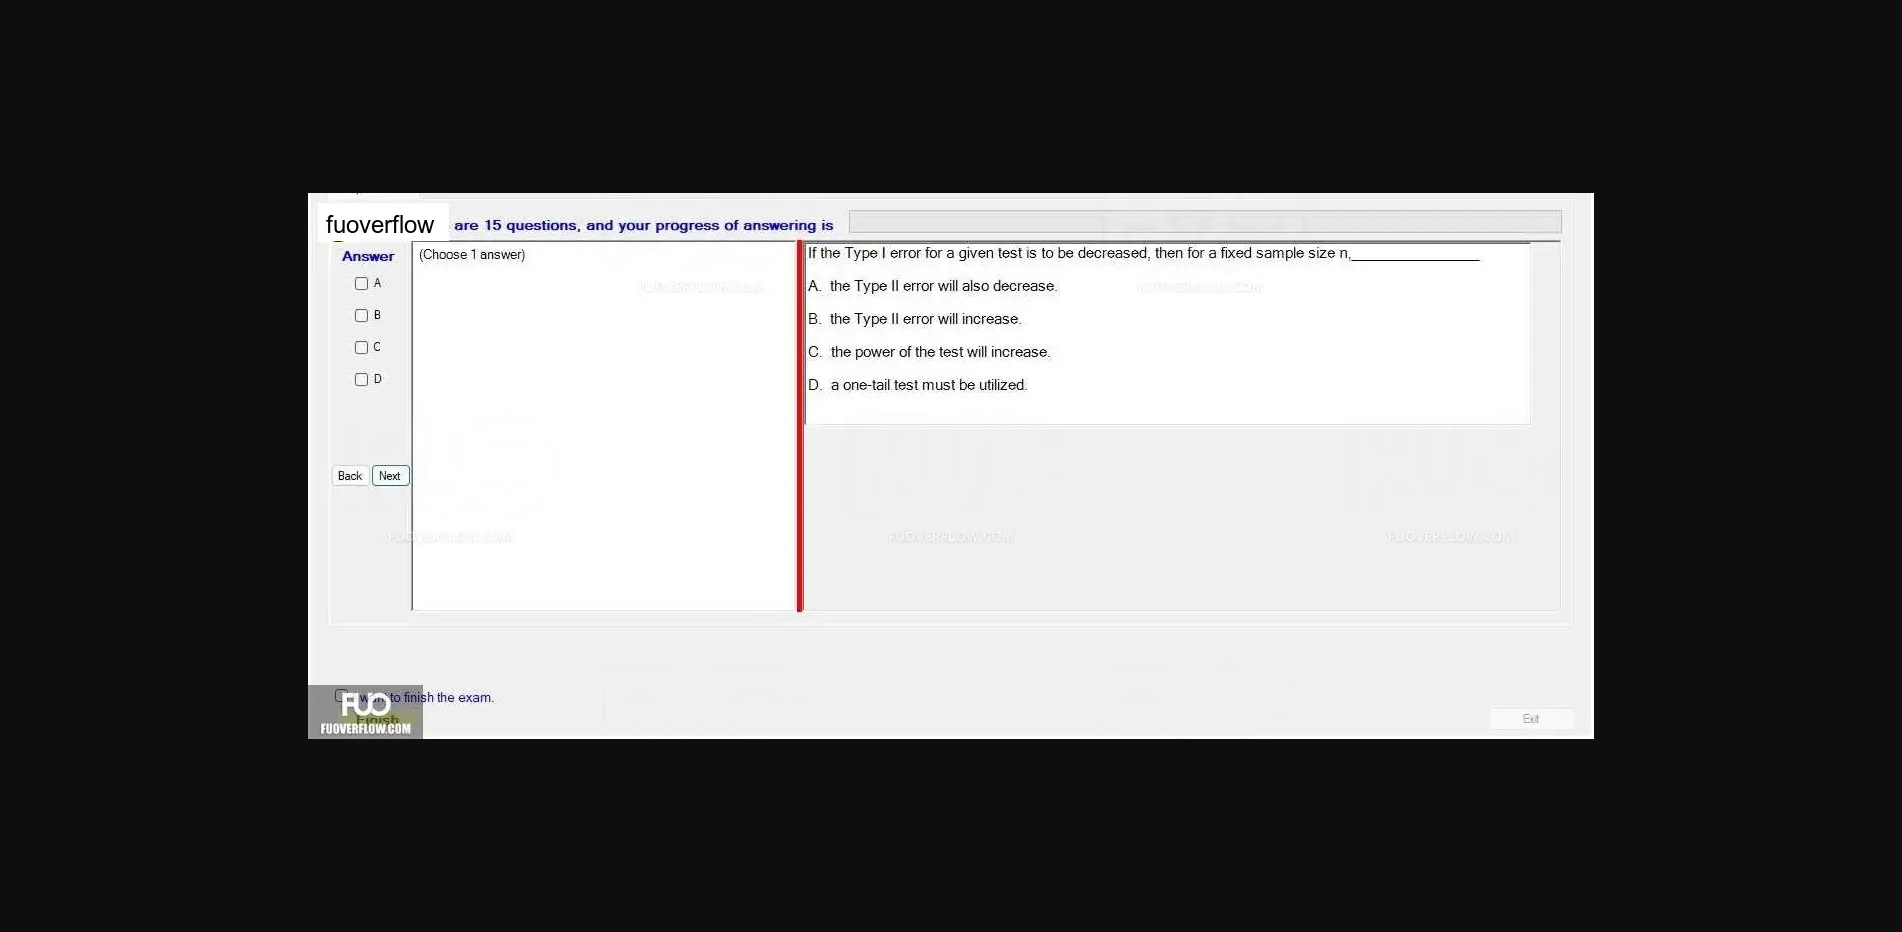 fuoverflow are 15 questions, and your progress of answering is
Answer
(Choose 1 answer)
A
B
C
D
Back Next
If the Type I error for a given test is to be decreased, then for a fixed sample size n,________________
A. the Type II error will also decrease.
B. the Type II error will increase.
C. the power of the test will increase.
D. a one-tail test must be utilized.
FUOVERFLOW.COM FUOVERFLOW.COM
FUOVERFLOW.COM FUOVERFLOW.COM FUOVERFLOW.COM
want to finish the exam.
FUO
Finish
FUOVERFLOW.COM
Exit